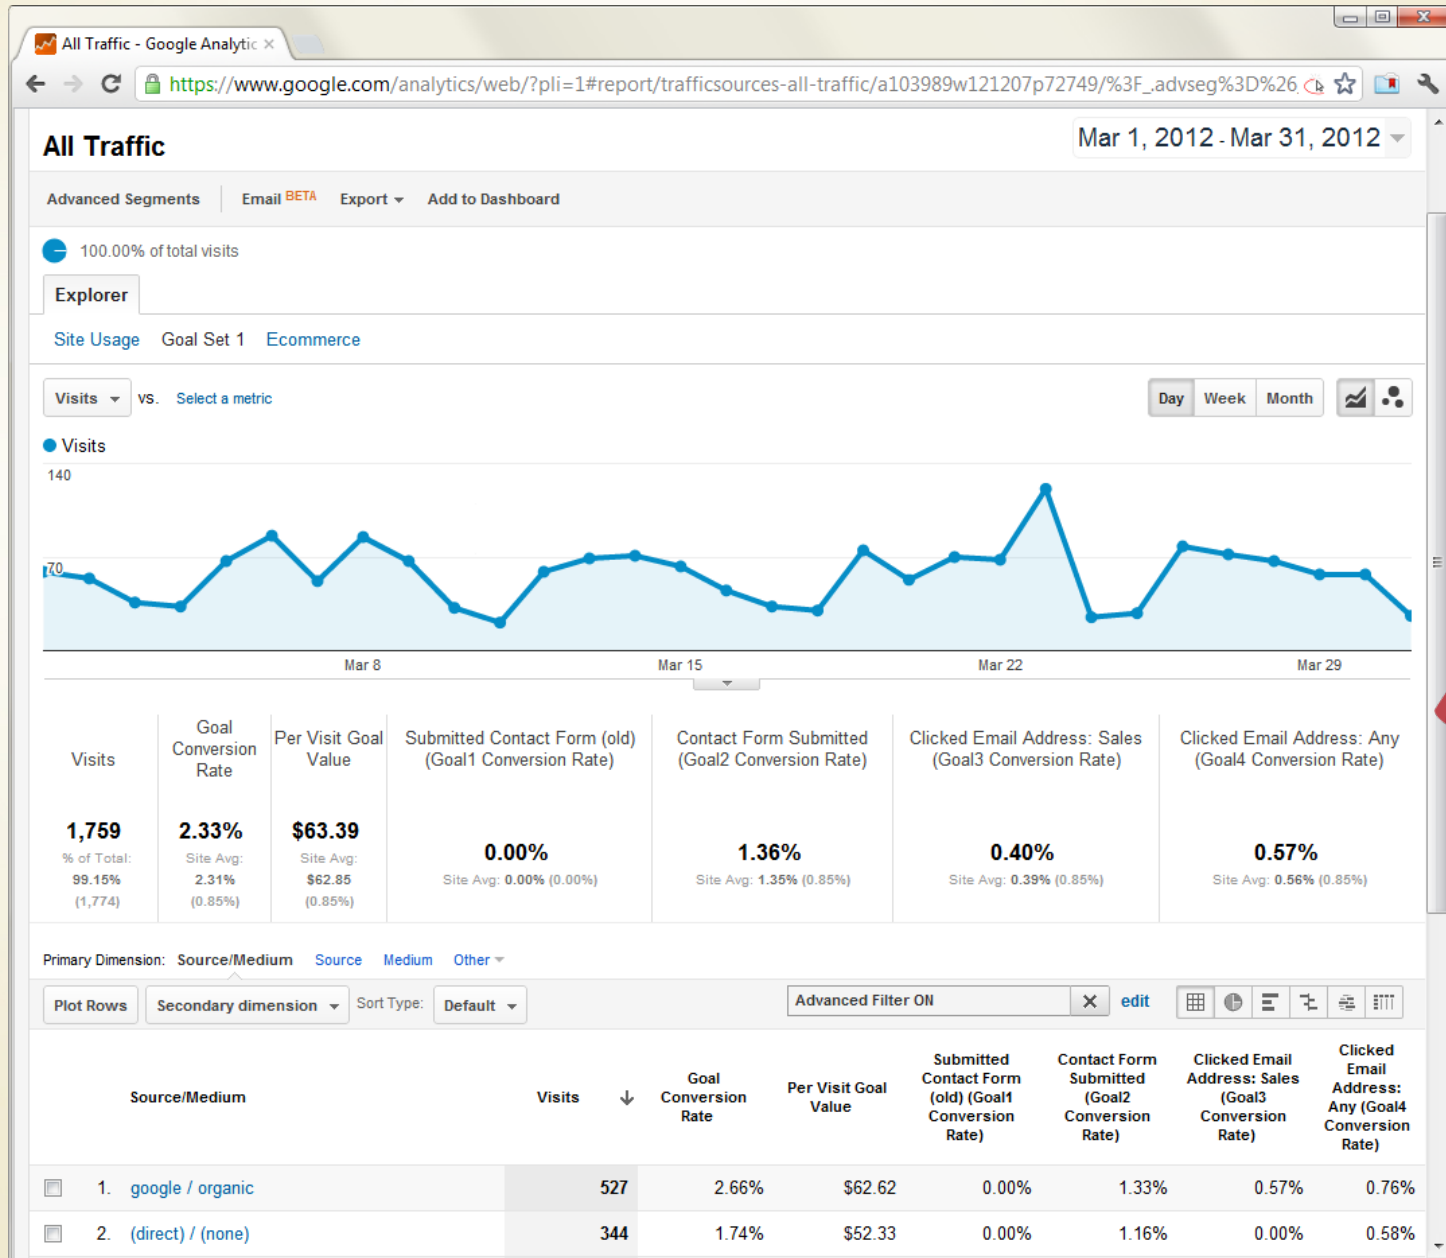 All Traffic - Google Analytic
https://www.google.com/analytics/web/?pli=1#report/trafficsources-all-traffic/a103989w121207p72749/%3F_.advseg%3D%26
All Traffic
Mar 1, 2012 - Mar 31, 2012
Advanced Segments Email BETA Export Add to Dashboard
100.00% of total visits
Explorer
Site Usage Goal Set 1 Ecommerce
Visits VS. Select a metric Day Week Month
Visits
140
70
Mar 8 Mar 15 Mar 22 Mar 29
Visits
Goal
Conversion
Rate
Per Visit Goal
Value
Submitted Contact Form (old)
(Goal1 Conversion Rate)
Contact Form Submitted
(Goal2 Conversion Rate)
Clicked Email Address: Sales
(Goal3 Conversion Rate)
Clicked Email Address: Any
(Goal4 Conversion Rate)
1,759
% of Total:
99.15%
(1,774)
2.33%
Site Avg:
2.31%
(0.85%)
$63.39
Site Avg:
$62.85
(0.85%)
0.00%
Site Avg: 0.00% (0.00%)
1.36%
Site Avg: 1.35% (0.85%)
0.40%
Site Avg: 0.39% (0.85%)
0.57%
Site Avg: 0.56% (0.85%)
Primary Dimension: Source/Medium Source Medium Other
Plot Rows Secondary dimension Sort Type: Default Advanced Filter ON edit
Source/Medium
Visits
Goal
Conversion
Rate
Per Visit Goal
Value
Submitted
Contact Form
(old) (Goal1
Conversion
Rate)
Contact Form
Submitted
(Goal2
Conversion
Rate)
Clicked Email
Address: Sales
(Goal3
Conversion
Rate)
Clicked
Email
Address:
Any (Goal4
Conversion
Rate)
1. google / organic 527 2.66% $62.62 0.00% 1.33% 0.57% 0.76%
2. (direct) / (none) 344 1.74% $52.33 0.00% 1.16% 0.00% 0.58%